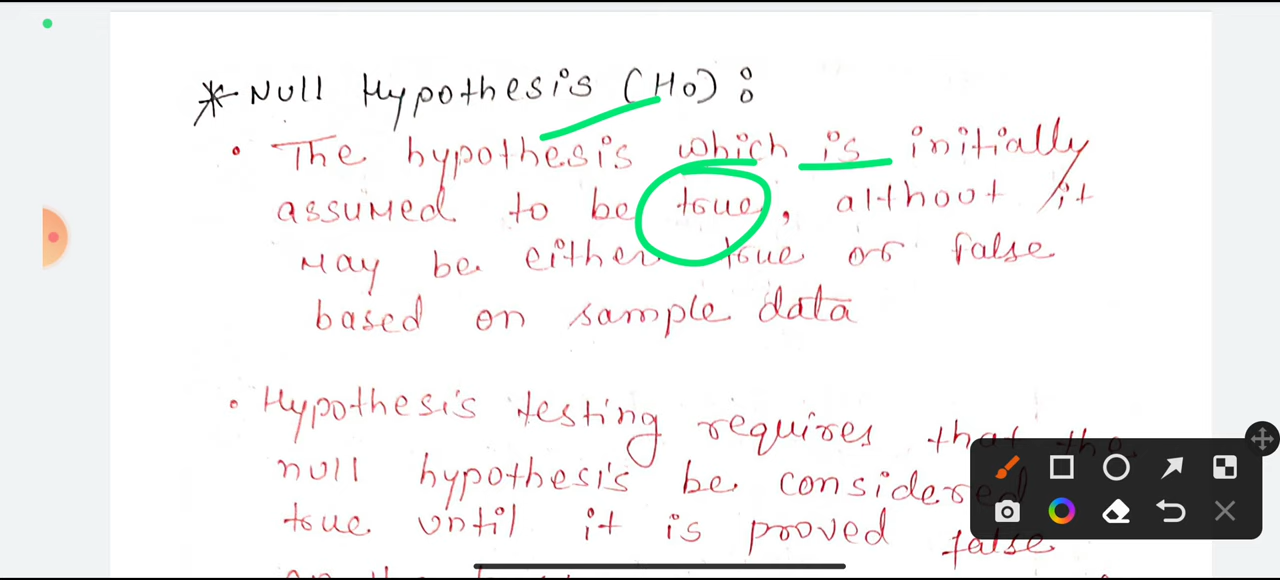 * Null Hypothesis (H0) :
• The hypothesis which is initially
assumed to be true, althout it
may be either true or false
based on sample data
• Hypothesis testing requires that the
null hypothesis be considered
true until it is proved false